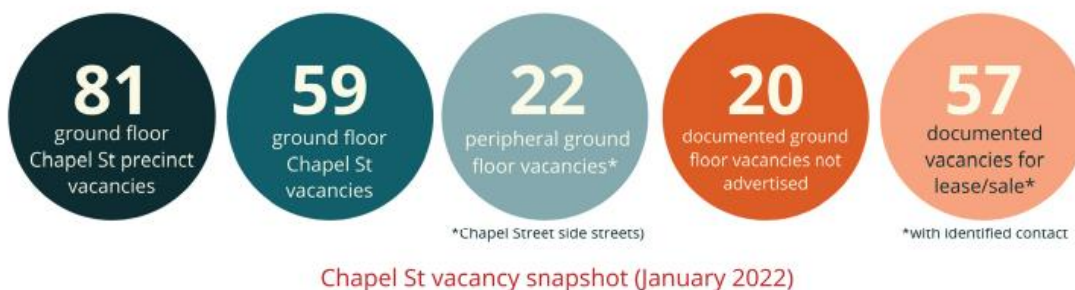 81
ground floor
Chapel St precinct
vacancies
59
ground floor
Chapel St
vacancies
22
peripheral ground
floor vacancies*
20
documented ground
floor vacancies not
advertised
57
documented
vacancies for
lease/sale*
*Chapel Street side streets)
*with identified contact
Chapel St vacancy snapshot (January 2022)